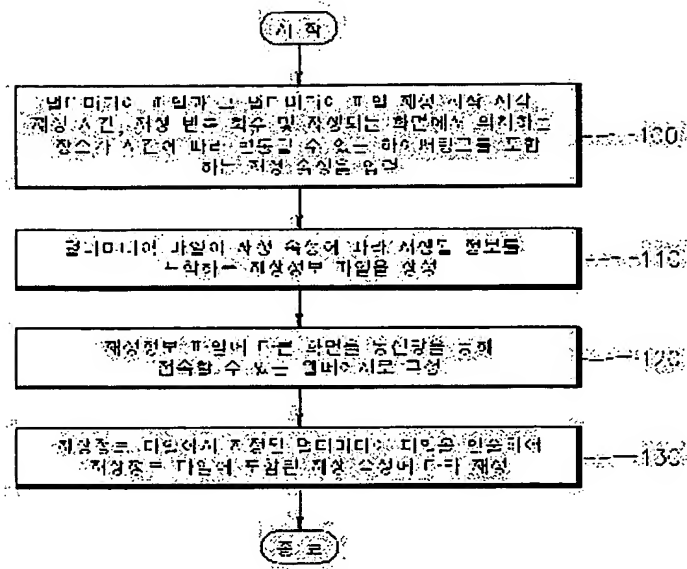 시 작
멀티미디어 파일과 그 멀티미디어 파일 재생 시작 시각
재생 시간, 재생 반복 회수 및 재생되는 화면에서 위치하는
장소가 시간에 따라 변동될 수 있는 하이퍼링크를 포함
하는 재생 속성을 입력
100
멀티미디어 파일이 재생 속성에 따라 재생될 정보를
수록하는 재생정보 파일을 생성
110
재생정보 파일에 따른 화면을 통신망을 통해
접속할 수 있는 웹페이지로 구성
120
재생정보 파일에서 지정된 멀티미디어 파일을 인출하여
재생정보 파일에 포함된 재생 속성에 따라 재생
130
종 료